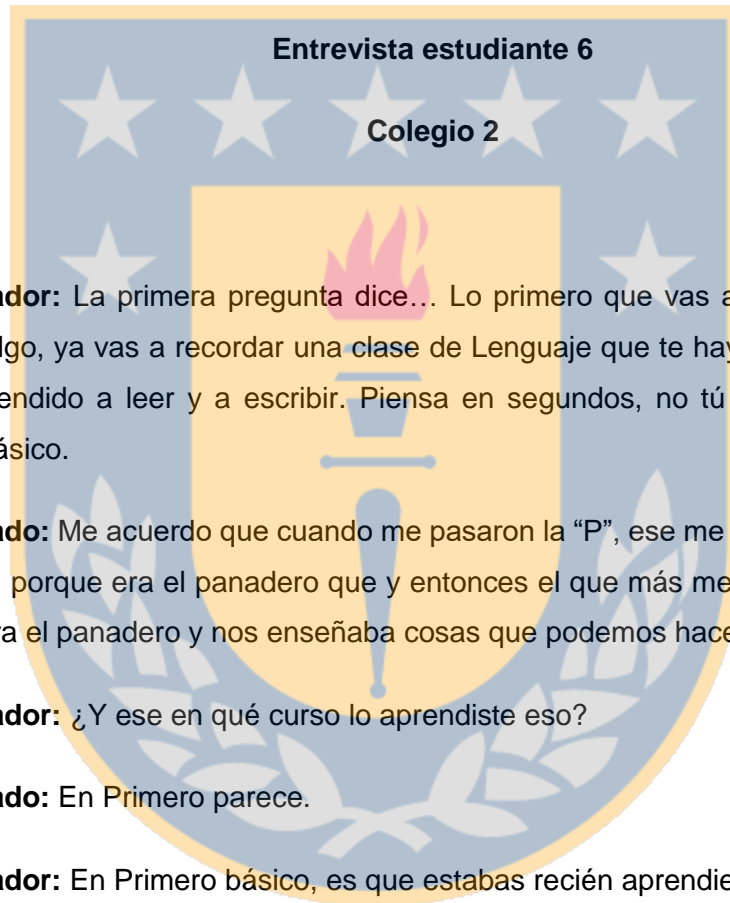 Entrevista estudiante 6
Colegio 2
ador: La primera pregunta dice… Lo primero que vas a
lgo, ya vas a recordar una clase de Lenguaje que te hay
endido a leer y a escribir. Piensa en segundos, no tú
ásico.
ado: Me acuerdo que cuando me pasaron la “P”, ese me
porque era el panadero que y entonces el que más me
ra el panadero y nos enseñaba cosas que podemos hace
ador: ¿Y ese en qué curso lo aprendiste eso?
ado: En Primero parece.
ador: En Primero básico, es que estabas recién aprendie